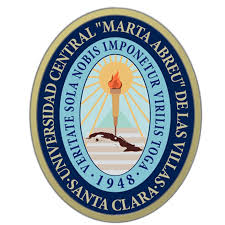 UNIVERSIDAD CENTRAL "MARTA ABREU" DE LAS VILLAS
·SANTA CLARA·
VERITATE SOLA NOBIS IMPONETUR VIRILIS TOGA
·1948·